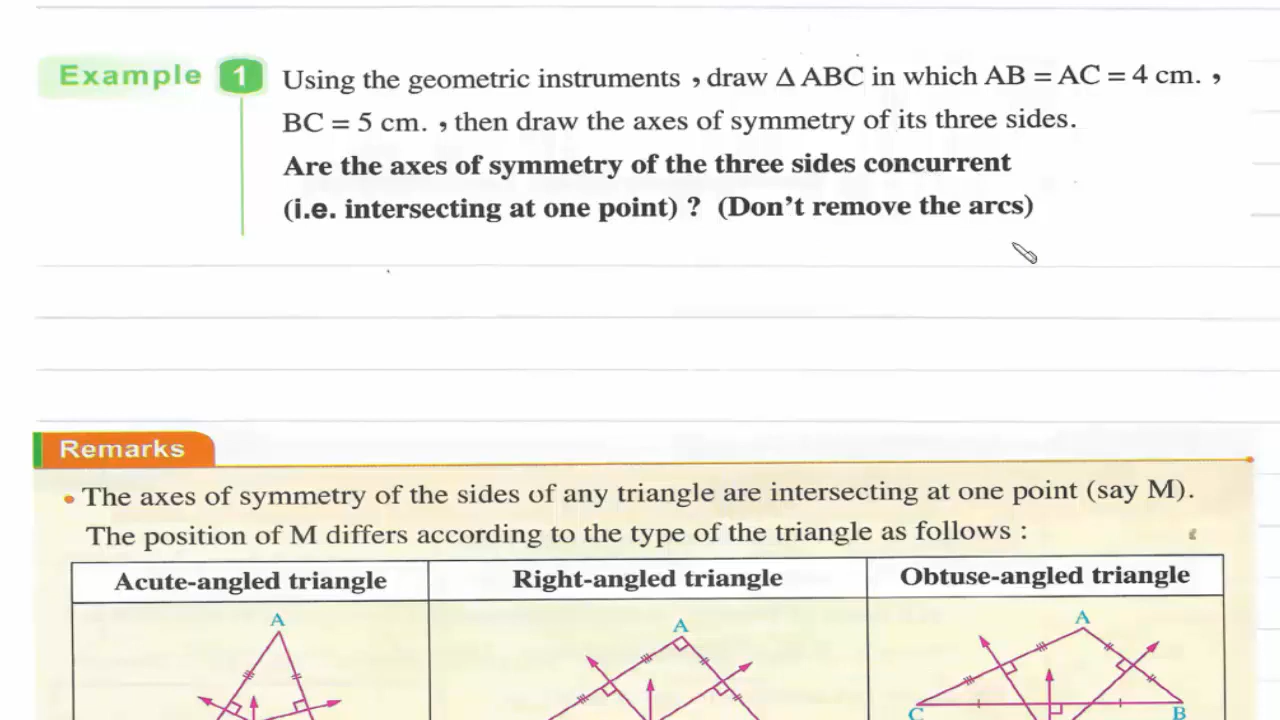 Example 1 Using the geometric instruments , draw Δ ABC in which AB = AC = 4 cm. ,
BC = 5 cm. , then draw the axes of symmetry of its three sides.
Are the axes of symmetry of the three sides concurrent
(i.e. intersecting at one point) ? (Don't remove the arcs)
Remarks
• The axes of symmetry of the sides of any triangle are intersecting at one point (say M).
The position of M differs according to the type of the triangle as follows :
Acute-angled triangle Right-angled triangle Obtuse-angled triangle
A A A
C B